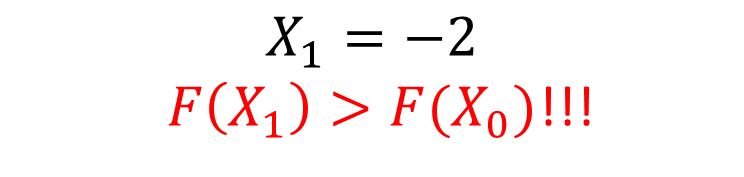 X₁ = −2
F(X₁) > F(X₀)!!!